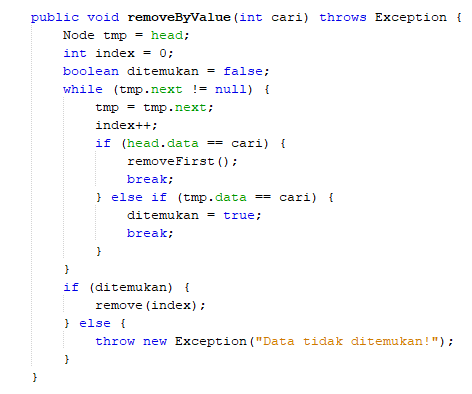 public void removeByValue(int cari) throws Exception {
    Node tmp = head;
    int index = 0;
    boolean ditemukan = false;
    while (tmp.next != null) {
        tmp = tmp.next;
        index++;
        if (head.data == cari) {
            removeFirst();
            break;
        } else if (tmp.data == cari) {
            ditemukan = true;
            break;
        }
    }
    if (ditemukan) {
        remove(index);
    } else {
        throw new Exception("Data tidak ditemukan!");
    }
}